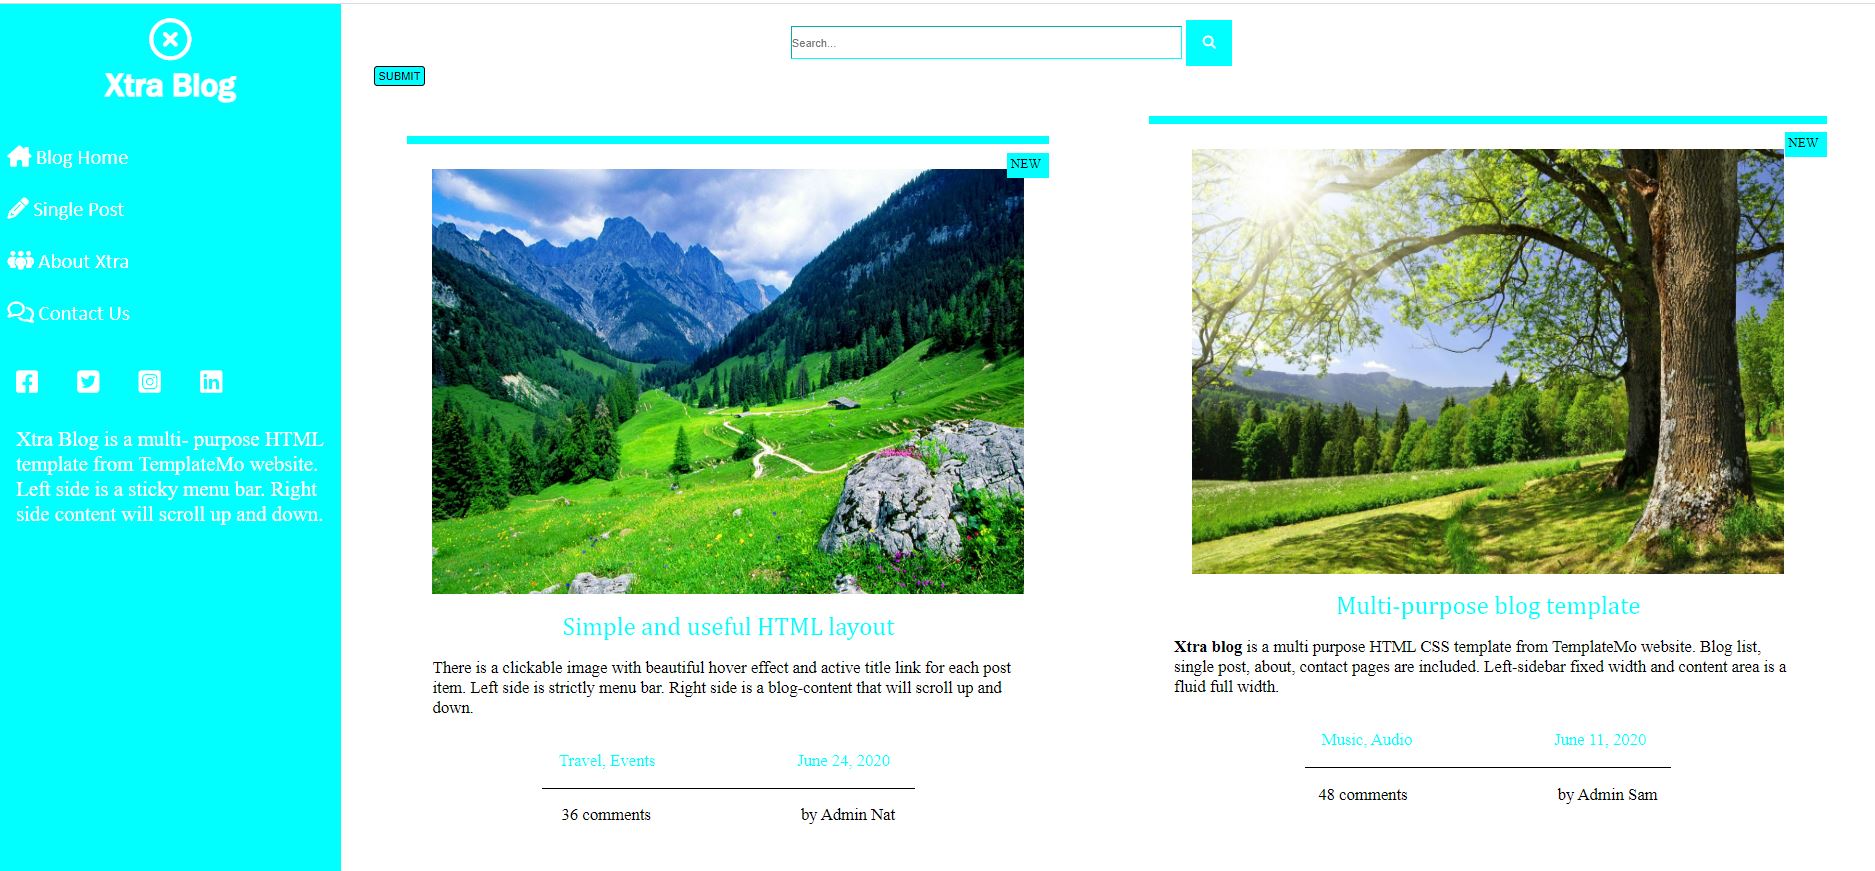 Xtra Blog
Blog Home
Single Post
About Xtra
Contact Us
Xtra Blog is a multi- purpose HTML
template from TemplateMo website.
Left side is a sticky menu bar. Right
side content will scroll up and down.
Search...
SUBMIT
NEW
Simple and useful HTML layout
There is a clickable image with beautiful hover effect and active title link for each post
item. Left side is strictly menu bar. Right side is a blog-content that will scroll up and
down.
Travel, Events
June 24, 2020
36 comments
by Admin Nat
NEW
Multi-purpose blog template
Xtra blog is a multi purpose HTML CSS template from TemplateMo website. Blog list,
single post, about, contact pages are included. Left-sidebar fixed width and content area is a
fluid full width.
Music, Audio
June 11, 2020
48 comments
by Admin Sam